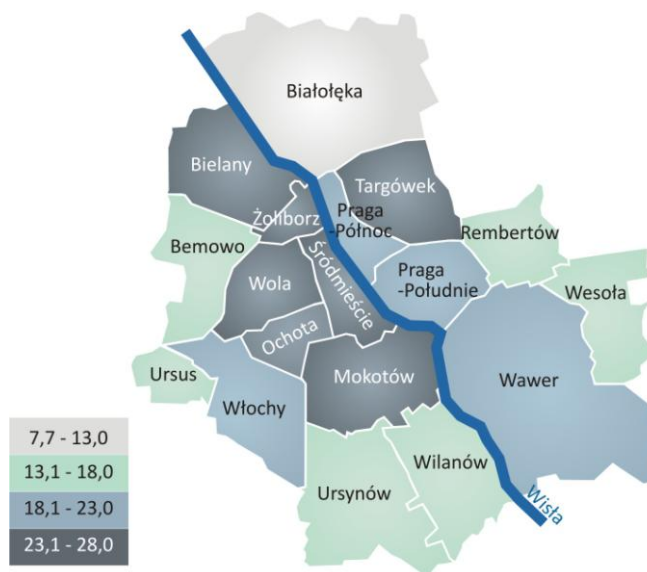 Białołęka
Bielany
Targówek
Żoliborz
Praga
-Północ
Bemowo
Rembertów
Śródmieście
Praga
-Południe
Wola
Wesoła
Ochota
Ursus
Mokotów
Wawer
Włochy
Wilanów
Ursynów
Wisła
7,7 - 13,0
13,1 - 18,0
18,1 - 23,0
23,1 - 28,0